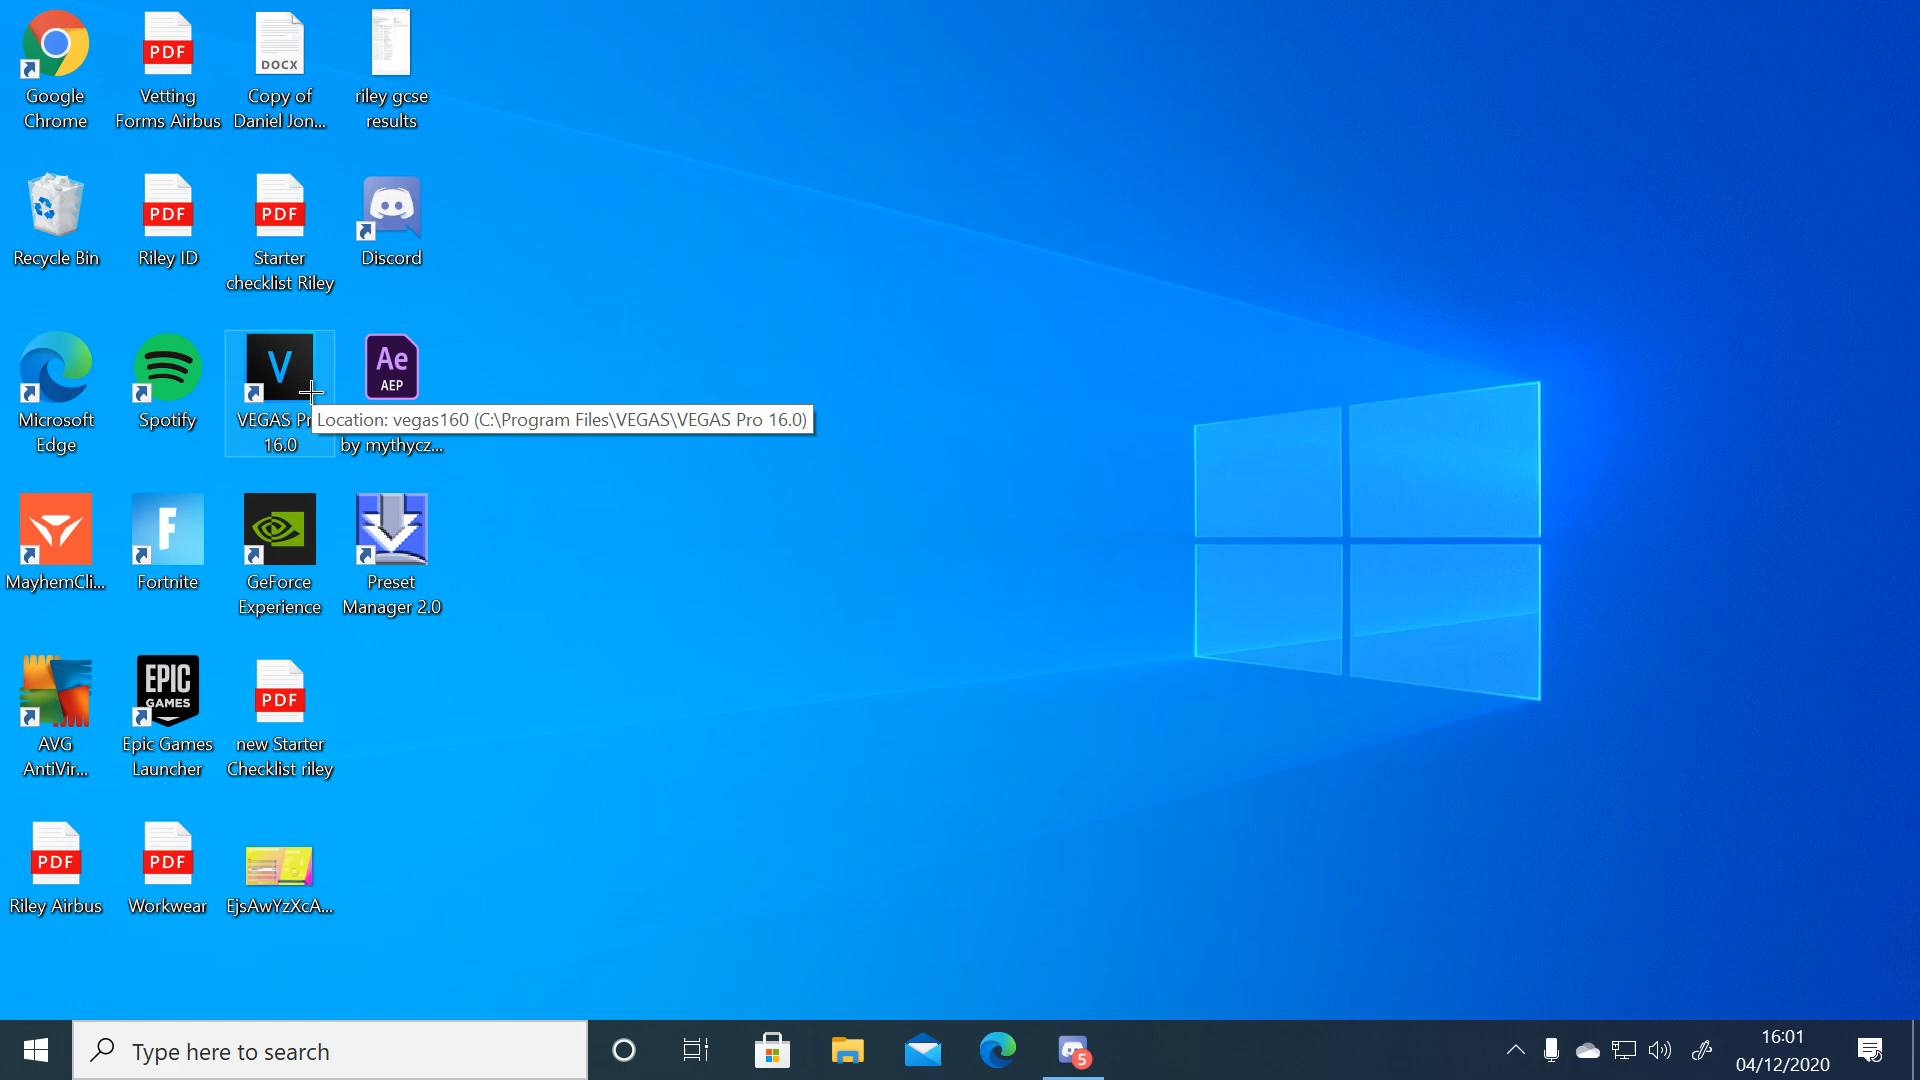 Google
Chrome
PDF
Vetting
Forms Airbus
DOCX
Copy of
Daniel Jon...
riley gcse
results
Recycle Bin
PDF
Riley ID
PDF
Starter
checklist Riley
Discord
Microsoft
Edge
Spotify
V
VEGAS Pr
16.0
Ae
AEP
by mythycz...
Location: vegas160 (C:\Program Files\VEGAS\VEGAS Pro 16.0)
MayhemCli...
F
Fortnite
GeForce
Experience
Preset
Manager 2.0
AVG
AntiVir...
EPIC
GAMES
Epic Games
Launcher
PDF
new Starter
Checklist riley
PDF
Riley Airbus
PDF
Workwear
EjsAwYzXcA...
Type here to search
5
16:01
04/12/2020